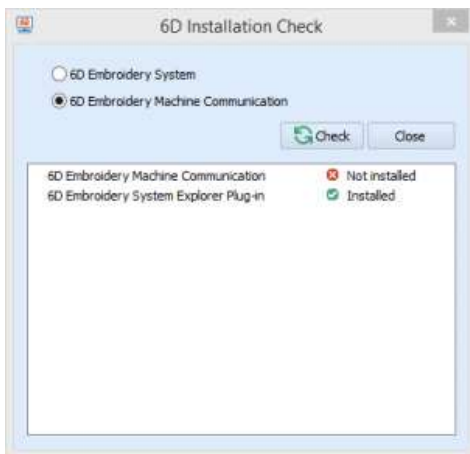 6D Installation Check
6D Embroidery System
6D Embroidery Machine Communication
Check Close
6D Embroidery Machine Communication Not installed
6D Embroidery System Explorer Plug-in Installed